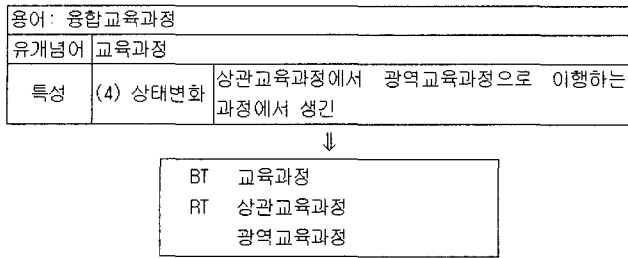 용어: 융합교육과정
유개념어 교육과정
특성 (4) 상태변화 상관교육과정에서 광역교육과정으로 이행하는
과정에서 생긴
⇓
BT 교육과정
RT 상관교육과정
광역교육과정